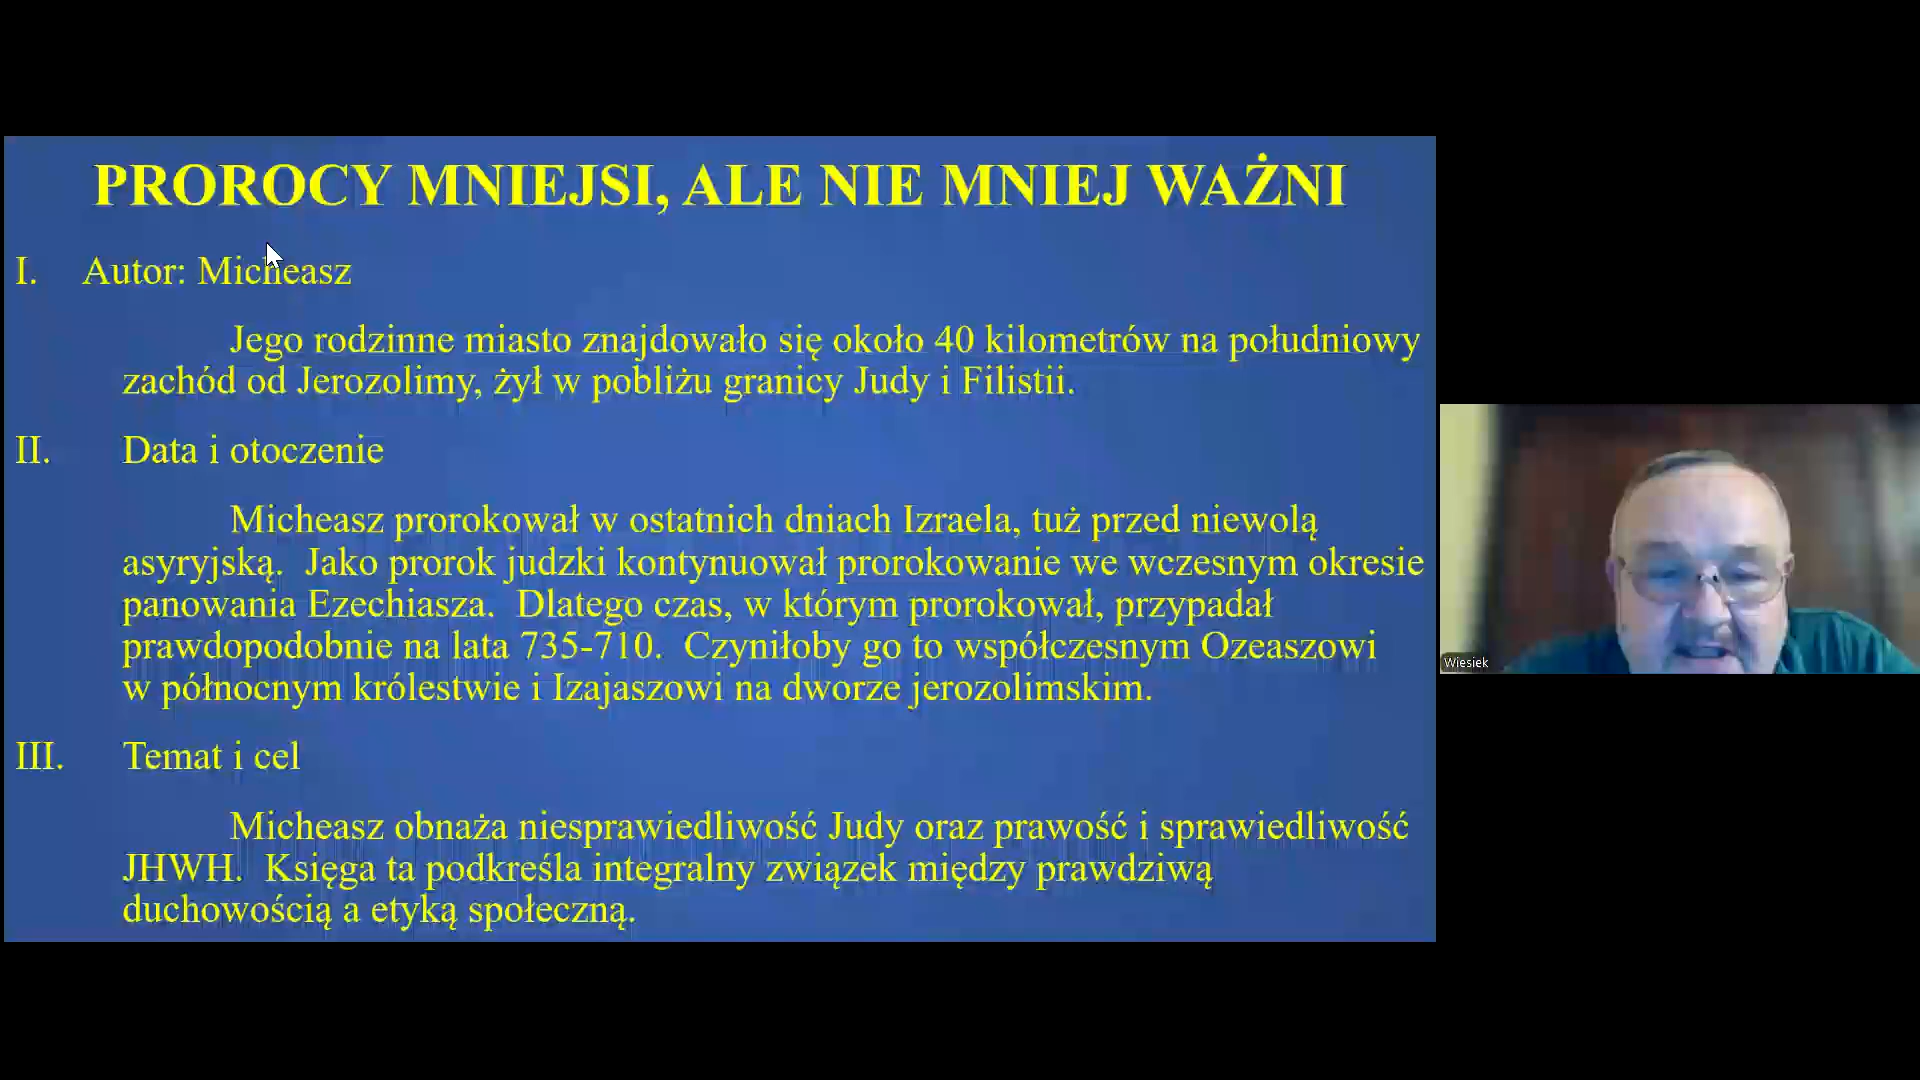 PROROCY MNIEJSI, ALE NIE MNIEJ WAŻNI
I. Autor: Micheasz
Jego rodzinne miasto znajdowało się około 40 kilometrów na południowy
zachód od Jerozolimy, żył w pobliżu granicy Judy i Filistii.
II. Data i otoczenie
Micheasz prorokował w ostatnich dniach Izraela, tuż przed niewolą
asyryjską. Jako prorok judzki kontynuował prorokowanie we wczesnym okresie
panowania Ezechiasza. Dlatego czas, w którym prorokował, przypadał
prawdopodobnie na lata 735-710. Czyniłoby go to współczesnym Ozeaszowi
w północnym królestwie i Izajaszowi na dworze jerozolimskim.
III. Temat i cel
Micheasz obnaża niesprawiedliwość Judy oraz prawość i sprawiedliwość
JHWH. Księga ta podkreśla integralny związek między prawdziwą
duchowością a etyką społeczną.
Wiesiek